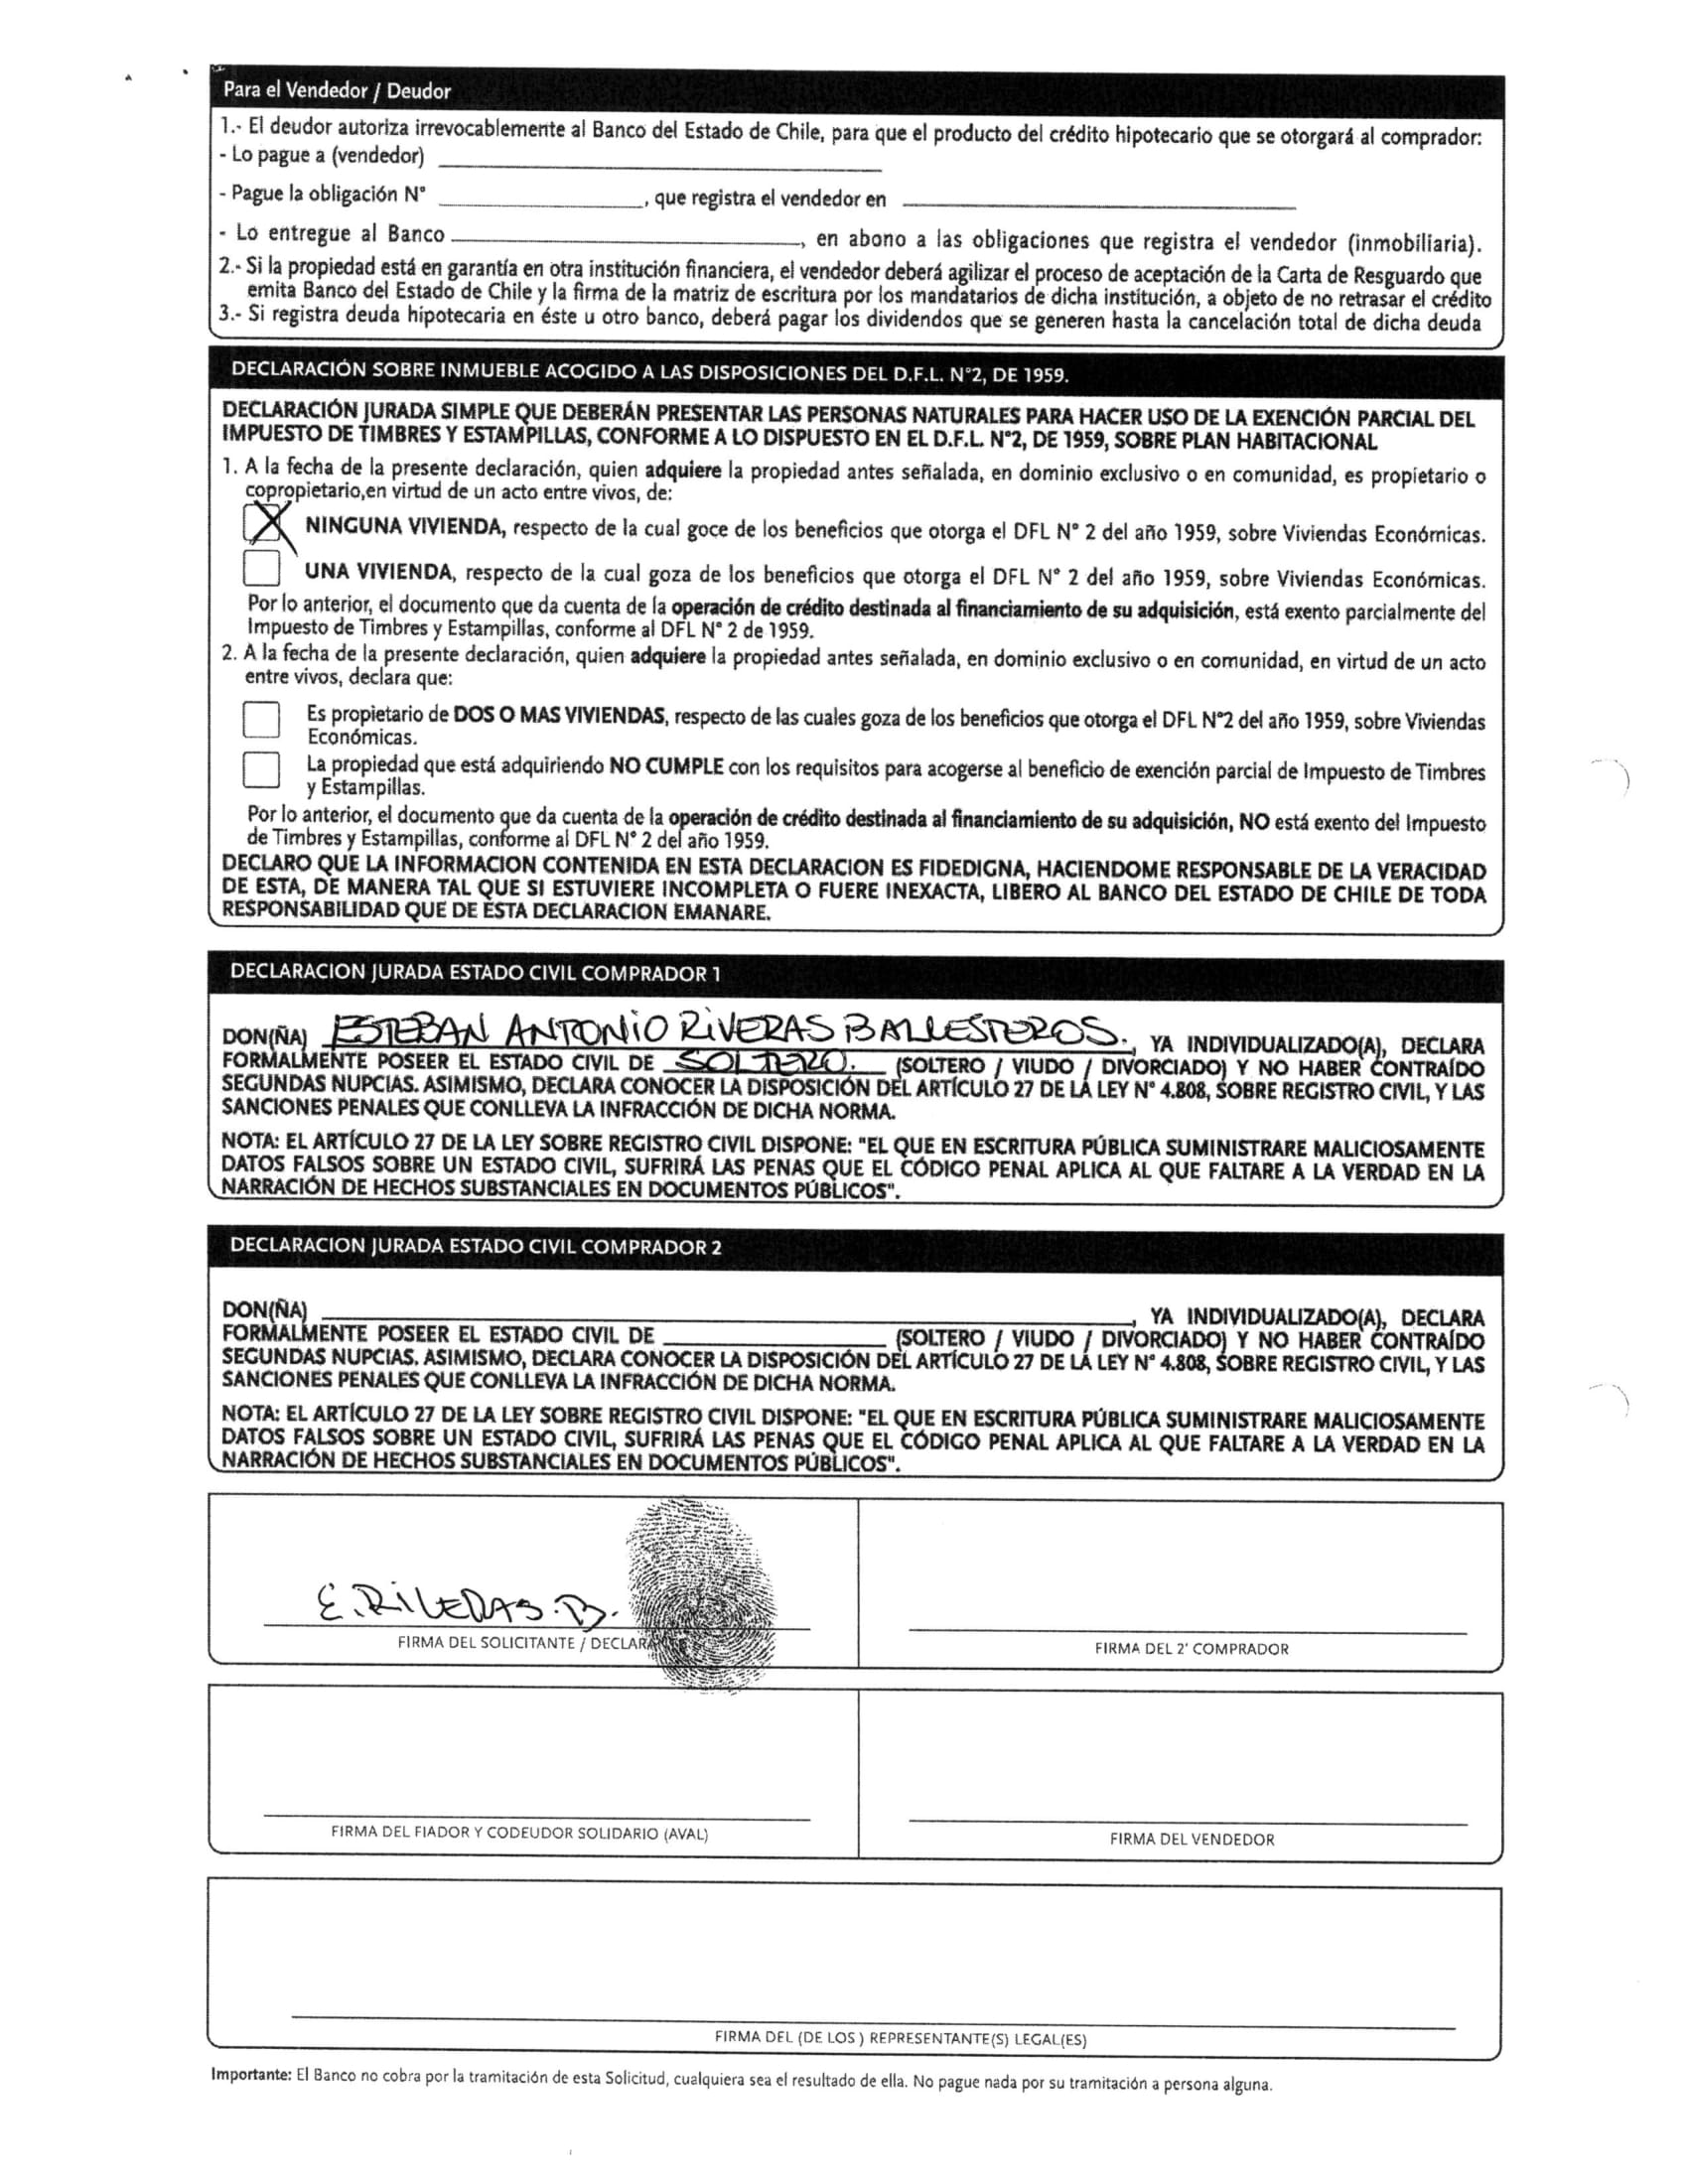 Para el Vendedor / Deudor
1.- El deudor autoriza irrevocablemente al Banco del Estado de Chile, para que el producto del crédito hipotecario que se otorgará al comprador:
- Lo pague a (vendedor)
- Pague la obligación N° , que registra el vendedor en
- Lo entregue al Banco , en abono a las obligaciones que registra el vendedor (inmobiliaria).
2.- Si la propiedad está en garantía en otra institución financiera, el vendedor deberá agilizar el proceso de aceptación de la Carta de Resguardo que
emita Banco del Estado de Chile y la firma de la matriz de escritura por los mandatarios de dicha institución, a objeto de no retrasar el crédito
3.- Si registra deuda hipotecaria en éste u otro banco, deberá pagar los dividendos que se generen hasta la cancelación total de dicha deuda
DECLARACIÓN SOBRE INMUEBLE ACOGIDO A LAS DISPOSICIONES DEL D.F.L. N°2, DE 1959.
DECLARACIÓN JURADA SIMPLE QUE DEBERÁN PRESENTAR LAS PERSONAS NATURALES PARA HACER USO DE LA EXENCIÓN PARCIAL DEL
IMPUESTO DE TIMBRES Y ESTAMPILLAS, CONFORME A LO DISPUESTO EN EL D.F.L. N°2, DE 1959, SOBRE PLAN HABITACIONAL
1. A la fecha de la presente declaración, quien adquiere la propiedad antes señalada, en dominio exclusivo o en comunidad, es propietario o
copropietario,en virtud de un acto entre vivos, de:
X NINGUNA VIVIENDA, respecto de la cual goce de los beneficios que otorga el DFL N° 2 del año 1959, sobre Viviendas Económicas.
UNA VIVIENDA, respecto de la cual goza de los beneficios que otorga el DFL N° 2 del año 1959, sobre Viviendas Económicas.
Por lo anterior, el documento que da cuenta de la operación de crédito destinada al financiamiento de su adquisición, está exento parcialmente del
Impuesto de Timbres y Estampillas, conforme al DFL N° 2 de 1959.
2. A la fecha de la presente declaración, quien adquiere la propiedad antes señalada, en dominio exclusivo o en comunidad, en virtud de un acto
entre vivos, declara que:
Es propietario de DOS O MAS VIVIENDAS, respecto de las cuales goza de los beneficios que otorga el DFL N°2 del año 1959, sobre Viviendas
Económicas.
La propiedad que está adquiriendo NO CUMPLE con los requisitos para acogerse al beneficio de exención parcial de Impuesto de Timbres
y Estampillas.
Por lo anterior, el documento que da cuenta de la operación de crédito destinada al financiamiento de su adquisición, NO está exento del Impuesto
de Timbres y Estampillas, conforme al DFL N° 2 del año 1959.
DECLARO QUE LA INFORMACION CONTENIDA EN ESTA DECLARACION ES FIDEDIGNA, HACIENDOME RESPONSABLE DE LA VERACIDAD
DE ESTA, DE MANERA TAL QUE SI ESTUVIERE INCOMPLETA O FUERE INEXACTA, LIBERO AL BANCO DEL ESTADO DE CHILE DE TODA
RESPONSABILIDAD QUE DE ESTA DECLARACION EMANARE.
DECLARACION JURADA ESTADO CIVIL COMPRADOR 1
DON(ÑA) ESTEBAN ANTONIO RIVERAS BALLESTEROS. , YA INDIVIDUALIZADO(A), DECLARA
FORMALMENTE POSEER EL ESTADO CIVIL DE SOLTERO. (SOLTERO / VIUDO / DIVORCIADO) Y NO HABER CONTRAÍDO
SEGUNDAS NUPCIAS. ASIMISMO, DECLARA CONOCER LA DISPOSICIÓN DEL ARTÍCULO 27 DE LA LEY N° 4.808, SOBRE REGISTRO CIVIL, Y LAS
SANCIONES PENALES QUE CONLLEVA LA INFRACCIÓN DE DICHA NORMA.
NOTA: EL ARTÍCULO 27 DE LA LEY SOBRE REGISTRO CIVIL DISPONE: "EL QUE EN ESCRITURA PÚBLICA SUMINISTRARE MALICIOSAMENTE
DATOS FALSOS SOBRE UN ESTADO CIVIL, SUFRIRÁ LAS PENAS QUE EL CÓDIGO PENAL APLICA AL QUE FALTARE A LA VERDAD EN LA
NARRACIÓN DE HECHOS SUBSTANCIALES EN DOCUMENTOS PÚBLICOS".
DECLARACION JURADA ESTADO CIVIL COMPRADOR 2
DON(ÑA) , YA INDIVIDUALIZADO(A), DECLARA
FORMALMENTE POSEER EL ESTADO CIVIL DE (SOLTERO / VIUDO / DIVORCIADO) Y NO HABER CONTRAÍDO
SEGUNDAS NUPCIAS. ASIMISMO, DECLARA CONOCER LA DISPOSICIÓN DEL ARTÍCULO 27 DE LA LEY N° 4.808, SOBRE REGISTRO CIVIL, Y LAS
SANCIONES PENALES QUE CONLLEVA LA INFRACCIÓN DE DICHA NORMA.
NOTA: EL ARTÍCULO 27 DE LA LEY SOBRE REGISTRO CIVIL DISPONE: "EL QUE EN ESCRITURA PÚBLICA SUMINISTRARE MALICIOSAMENTE
DATOS FALSOS SOBRE UN ESTADO CIVIL, SUFRIRÁ LAS PENAS QUE EL CÓDIGO PENAL APLICA AL QUE FALTARE A LA VERDAD EN LA
NARRACIÓN DE HECHOS SUBSTANCIALES EN DOCUMENTOS PÚBLICOS".
E. RIVERAS. B.
FIRMA DEL SOLICITANTE / DECLARANTE
FIRMA DEL 2° COMPRADOR
FIRMA DEL FIADOR Y CODEUDOR SOLIDARIO (AVAL)
FIRMA DEL VENDEDOR
FIRMA DEL (DE LOS ) REPRESENTANTE(S) LEGAL(ES)
Importante: El Banco no cobra por la tramitación de esta Solicitud, cualquiera sea el resultado de ella. No pague nada por su tramitación a persona alguna.